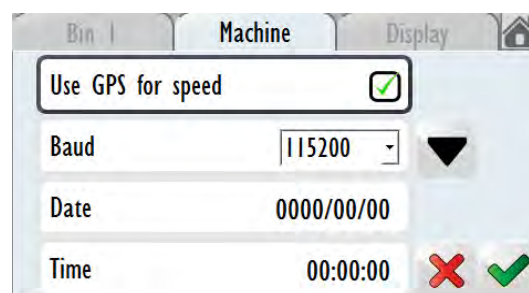 Bin 1 Machine Display
Use GPS for speed
Baud 115200
Date 0000/00/00
Time 00:00:00